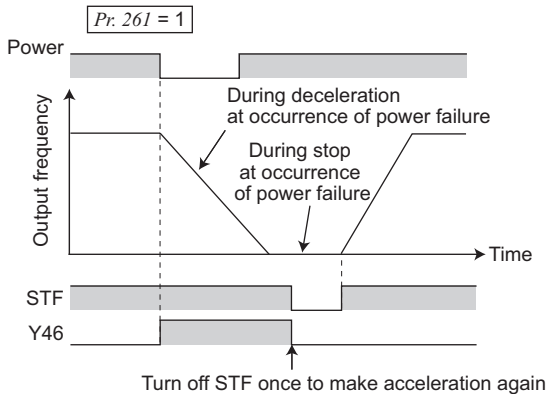 Pr. 261 = 1
Power
During deceleration
at occurrence of power failure
During stop
at occurrence
of power failure
Output frequency
Time
STF
Y46
Turn off STF once to make acceleration again